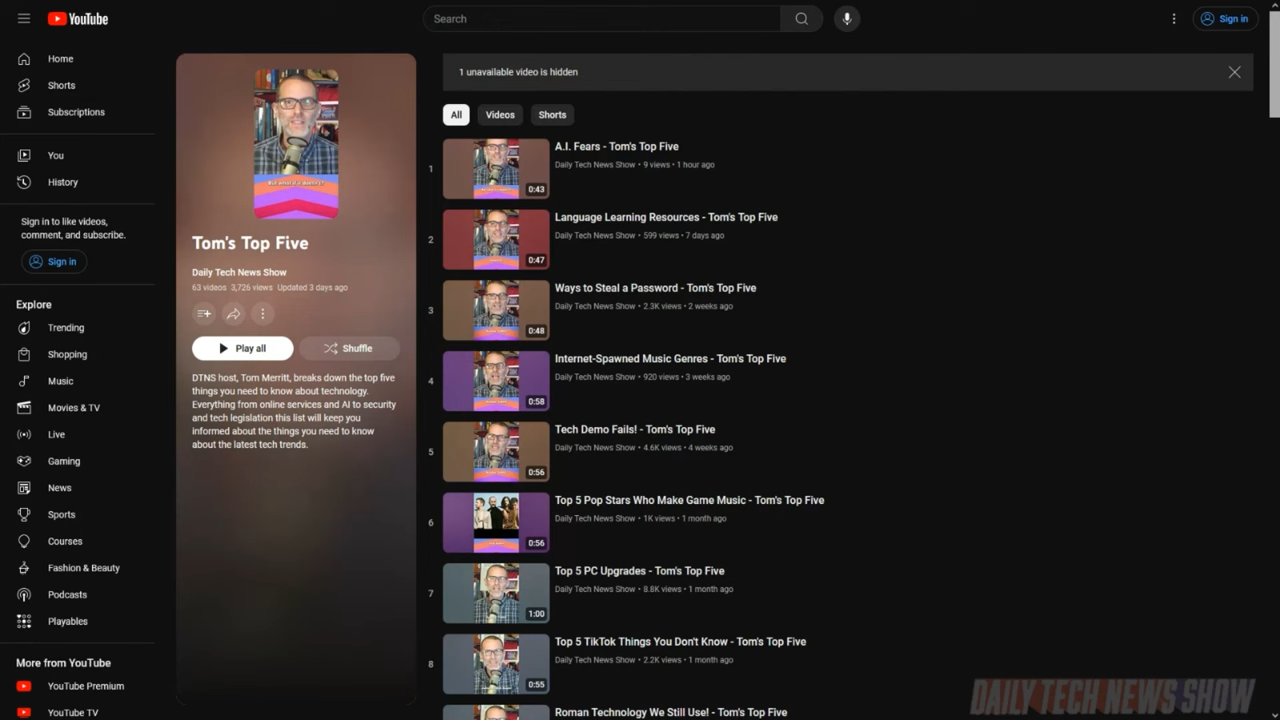 YouTube
Search
Sign in
Home
Shorts
Subscriptions
You
History
Sign in to like videos,
comment, and subscribe.
Sign in
Explore
Trending
Shopping
Music
Movies & TV
Live
Gaming
News
Sports
Courses
Fashion & Beauty
Podcasts
Playables
More from YouTube
YouTube Premium
YouTube TV
Tom's Top Five
Daily Tech News Show
63 videos 3,726 views Updated 3 days ago
Play all
Shuffle
DTNS host, Tom Merritt, breaks down the top five
things you need to know about technology.
Everything from online services and AI to security
and tech legislation this list will keep you
informed about the things you need to know
about the latest tech trends.
1 unavailable video is hidden
All
Videos
Shorts
1
0:43
A.I. Fears - Tom's Top Five
Daily Tech News Show • 9 views • 1 hour ago
2
0:47
Language Learning Resources - Tom's Top Five
Daily Tech News Show • 599 views • 7 days ago
3
0:48
Ways to Steal a Password - Tom's Top Five
Daily Tech News Show • 2.3K views • 2 weeks ago
4
0:58
Internet-Spawned Music Genres - Tom's Top Five
Daily Tech News Show • 920 views • 3 weeks ago
5
0:56
Tech Demo Fails! - Tom's Top Five
Daily Tech News Show • 4.6K views • 4 weeks ago
6
0:56
Top 5 Pop Stars Who Make Game Music - Tom's Top Five
Daily Tech News Show • 1K views • 1 month ago
7
1:00
Top 5 PC Upgrades - Tom's Top Five
Daily Tech News Show • 8.8K views • 1 month ago
8
0:55
Top 5 TikTok Things You Don't Know - Tom's Top Five
Daily Tech News Show • 2.2K views • 1 month ago
Roman Technology We Still Use! - Tom's Top Five
DAILY TECH NEWS SHOW